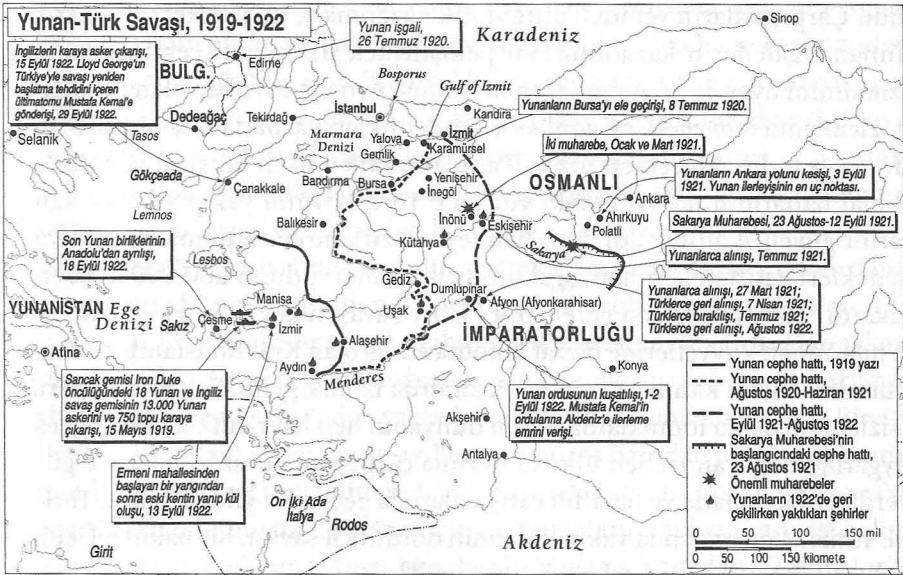 Yunan-Türk Savaşı, 1919-1922
İngilizlerin karaya asker çıkarışı,
15 Eylül 1922. Lloyd George'un
Türkiye'yle savaşı yeniden
başlatma tehdidini içeren
ültimatomu Mustafa Kemal'e
gönderişi, 29 Eylül 1922.
BULG.
Edirne
Yunan işgali,
26 Temmuz 1920.
Karadeniz
Sinop
Bosporus
Gulf of Izmit
İstanbul
Kandira
Tekirdağ
Dedeağaç
Tasos
Selanik
Marmara
Denizi
Yalova
İzmit
Karamürsel
Gemlik
Yunanların Bursa'yı ele geçirişi, 8 Temmuz 1920.
İki muharebe, Ocak ve Mart 1921.
Gökçeada
Çanakkale
Bandırma
Bursa
Yenişehir
İnegöl
OSMANLI
Ankara
Yunanların Ankara yolunu kesişi, 3 Eylül
1921. Yunan ilerleyişinin en uç noktası.
Lemnos
Balıkesir
İnönü
Eskişehir
Ahırkuyu
Polatlı
Sakarya Muharebesi, 23 Ağustos-12 Eylül 1921.
Kütahya
Sakarya
Yunanlarca alınışı, Temmuz 1921.
Son Yunan birliklerinin
Anadolu'dan ayrılışı,
18 Eylül 1922.
Lesbos
Gediz
Dumlupınar
Yunanlarca alınışı, 27 Mart 1921;
Türklerce geri alınışı, 7 Nisan 1921;
Türklerce bırakılışı, Temmuz 1921;
Türklerce geri alınışı, Ağustos 1922.
YUNANİSTAN
Ege
Denizi
Sakız
Çeşme
Manisa
İzmir
Uşak
Afyon (Afyonkarahisar)
İMPARATORLUĞU
Atina
Alaşehir
Aydın
Menderes
Konya
Sancak gemisi Iron Duke
öncülüğündeki 18 Yunan ve İngiliz
savaş gemisinin 13.000 Yunan
askerini ve 750 topu karaya
çıkarışı, 15 Mayıs 1919.
Yunan ordusunun kuşatılışı, 1-2
Eylül 1922. Mustafa Kemal'in
ordularına Akdeniz'e ilerleme
emrini verişi.
Akşehir
Antalya
Ermeni mahallesinden
başlayan bir yangından
sonra eski kentin yanıp kül
oluşu, 13 Eylül 1922.
On İki Ada
İtalya
Rodos
Girit
Akdeniz
Yunan cephe hattı, 1919 yazı
Yunan cephe hattı,
Ağustos 1920-Haziran 1921
Yunan cephe hattı,
Eylül 1921-Ağustos 1922
Sakarya Muharebesi'nin
başlangıcındaki cephe hattı,
23 Ağustos 1921
Önemli muharebeler
Yunanların 1922'de geri
çekilirken yaktıkları şehirler
0 50 100 150 mil
0 50 100 150 kilometre